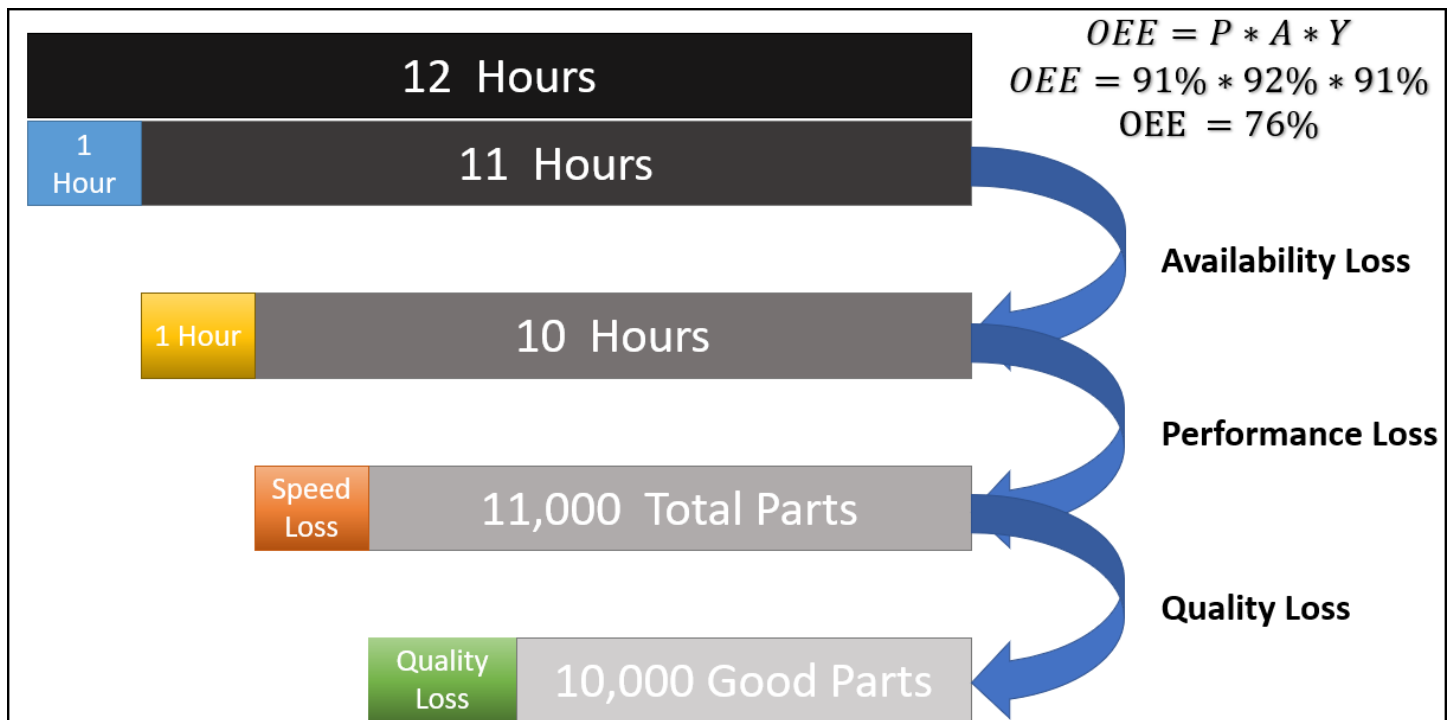 12 Hours
OEE = P * A * Y
OEE = 91% * 92% * 91%
OEE = 76%
1
Hour
11 Hours
Availability Loss
1 Hour
10 Hours
Performance Loss
Speed
Loss
11,000 Total Parts
Quality Loss
Quality
Loss
10,000 Good Parts